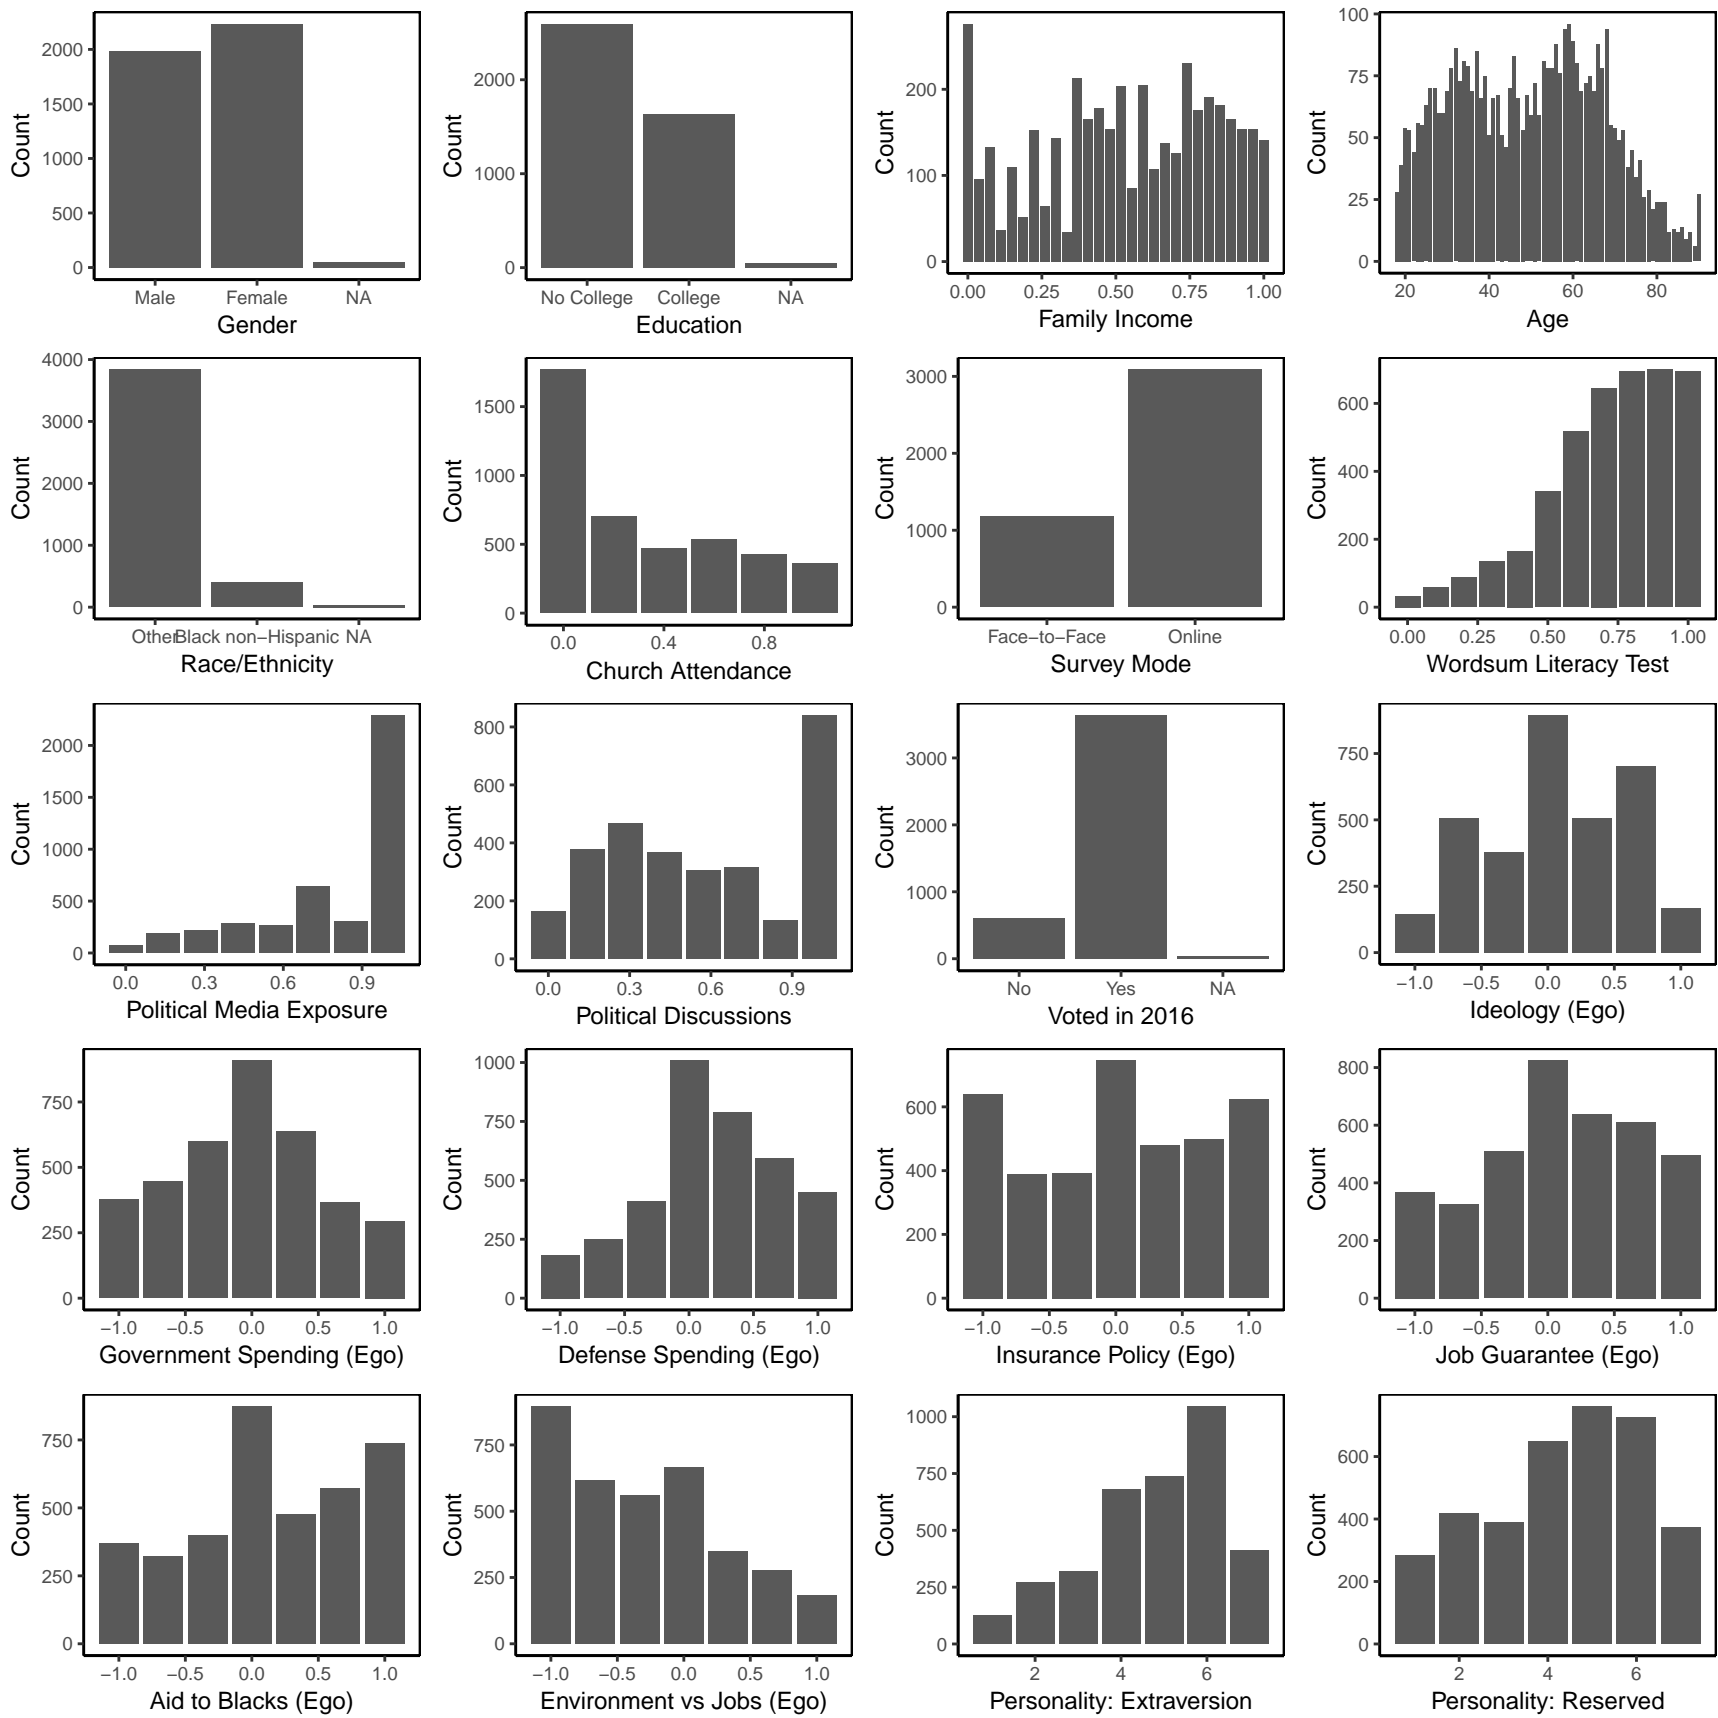 Count
2000
1500
1000
500
0
Male Female NA
Gender
Count
2000
1000
0
No College College NA
Education
Count
200
100
0
0.00 0.25 0.50 0.75 1.00
Family Income
Count
100
75
50
25
0
20 40 60 80
Age
Count
4000
3000
2000
1000
0
Other Black non−Hispanic NA
Race/Ethnicity
Count
1500
1000
500
0
0.0 0.4 0.8
Church Attendance
Count
3000
2000
1000
0
Face−to−Face Online
Survey Mode
Count
600
400
200
0
0.00 0.25 0.50 0.75 1.00
Wordsum Literacy Test
Count
2000
1500
1000
500
0
0.0 0.3 0.6 0.9
Political Media Exposure
Count
800
600
400
200
0
0.0 0.3 0.6 0.9
Political Discussions
Count
3000
2000
1000
0
No Yes NA
Voted in 2016
Count
750
500
250
0
−1.0 −0.5 0.0 0.5 1.0
Ideology (Ego)
Count
750
500
250
0
−1.0 −0.5 0.0 0.5 1.0
Government Spending (Ego)
Count
1000
750
500
250
0
−1.0 −0.5 0.0 0.5 1.0
Defense Spending (Ego)
Count
600
400
200
0
−1.0 −0.5 0.0 0.5 1.0
Insurance Policy (Ego)
Count
800
600
400
200
0
−1.0 −0.5 0.0 0.5 1.0
Job Guarantee (Ego)
Count
750
500
250
0
−1.0 −0.5 0.0 0.5 1.0
Aid to Blacks (Ego)
Count
750
500
250
0
−1.0 −0.5 0.0 0.5 1.0
Environment vs Jobs (Ego)
Count
1000
750
500
250
0
2 4 6
Personality: Extraversion
Count
600
400
200
0
2 4 6
Personality: Reserved